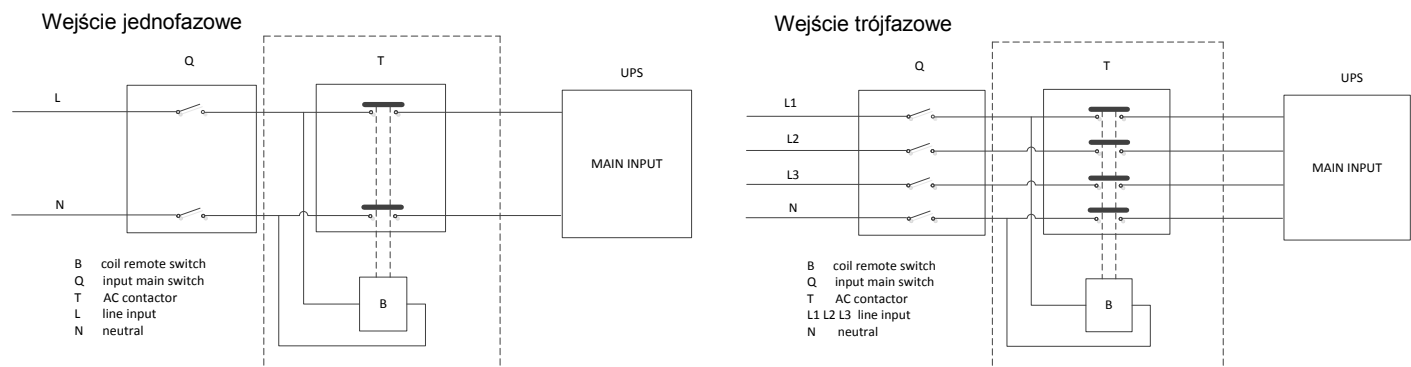 Wejście jednofazowe
Q
T
UPS
L
MAIN INPUT
N
B coil remote switch
Q input main switch
T AC contactor
L line input
N neutral
B
Wejście trójfazowe
Q
T
UPS
L1
L2
L3
N
MAIN INPUT
B coil remote switch
Q input main switch
T AC contactor
L1 L2 L3 line input
N neutral
B